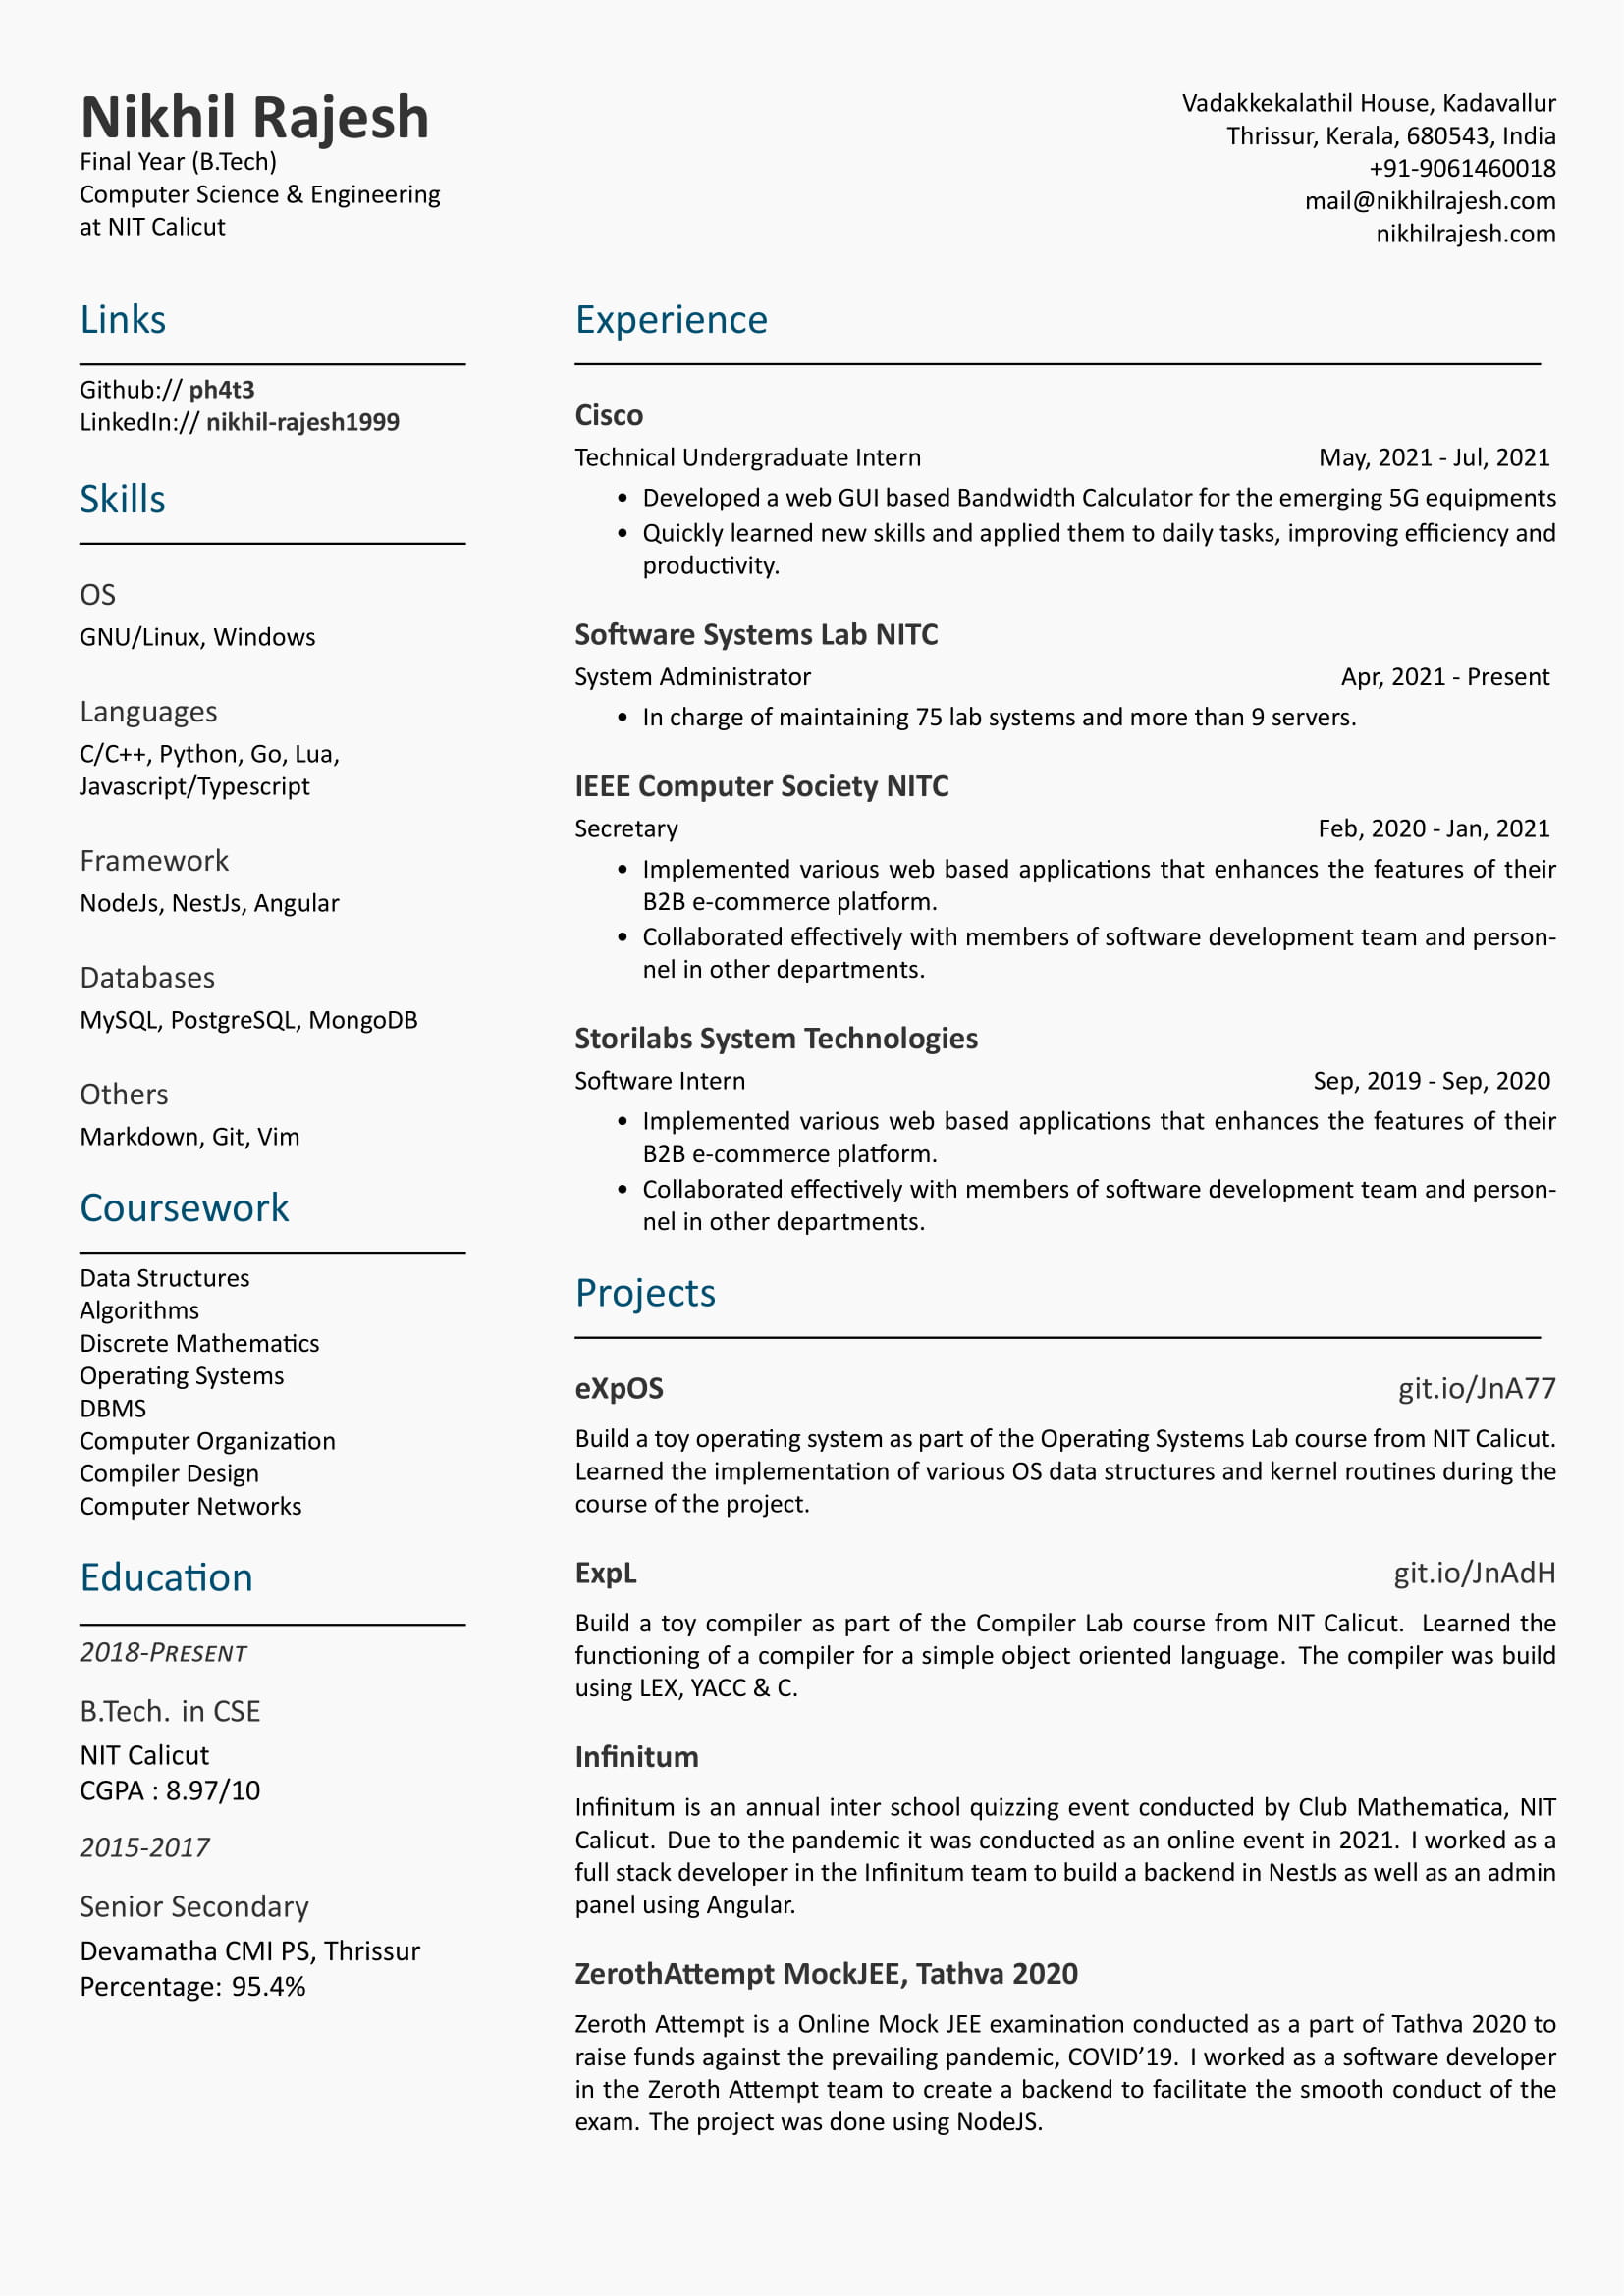 Nikhil Rajesh
Final Year (B.Tech)
Computer Science & Engineering
at NIT Calicut
Vadakkekalathil House, Kadavallur
Thrissur, Kerala, 680543, India
+91-9061460018
mail@nikhilrajesh.com
nikhilrajesh.com
Links
Github:// ph4t3
LinkedIn:// nikhil-rajesh1999
Skills
OS
GNU/Linux, Windows
Languages
C/C++, Python, Go, Lua,
Javascript/Typescript
Framework
NodeJs, NestJs, Angular
Databases
MySQL, PostgreSQL, MongoDB
Others
Markdown, Git, Vim
Coursework
Data Structures
Algorithms
Discrete Mathematics
Operating Systems
DBMS
Computer Organization
Compiler Design
Computer Networks
Education
2018-Present
B.Tech. in CSE
NIT Calicut
CGPA : 8.97/10
2015-2017
Senior Secondary
Devamatha CMI PS, Thrissur
Percentage: 95.4%
Experience
Cisco
Technical Undergraduate Intern May, 2021 - Jul, 2021
• Developed a web GUI based Bandwidth Calculator for the emerging 5G equipments
• Quickly learned new skills and applied them to daily tasks, improving efficiency and
productivity.
Software Systems Lab NITC
System Administrator Apr, 2021 - Present
• In charge of maintaining 75 lab systems and more than 9 servers.
IEEE Computer Society NITC
Secretary Feb, 2020 - Jan, 2021
• Implemented various web based applications that enhances the features of their
B2B e-commerce platform.
• Collaborated effectively with members of software development team and person-
nel in other departments.
Storilabs System Technologies
Software Intern Sep, 2019 - Sep, 2020
• Implemented various web based applications that enhances the features of their
B2B e-commerce platform.
• Collaborated effectively with members of software development team and person-
nel in other departments.
Projects
eXpOS git.io/JnA77
Build a toy operating system as part of the Operating Systems Lab course from NIT Calicut.
Learned the implementation of various OS data structures and kernel routines during the
course of the project.
ExpL git.io/JnAdH
Build a toy compiler as part of the Compiler Lab course from NIT Calicut. Learned the
functioning of a compiler for a simple object oriented language. The compiler was build
using LEX, YACC & C.
Infinitum
Infinitum is an annual inter school quizzing event conducted by Club Mathematica, NIT
Calicut. Due to the pandemic it was conducted as an online event in 2021. I worked as a
full stack developer in the Infinitum team to build a backend in NestJs as well as an admin
panel using Angular.
ZerothAttempt MockJEE, Tathva 2020
Zeroth Attempt is a Online Mock JEE examination conducted as a part of Tathva 2020 to
raise funds against the prevailing pandemic, COVID’19. I worked as a software developer
in the Zeroth Attempt team to create a backend to facilitate the smooth conduct of the
exam. The project was done using NodeJS.